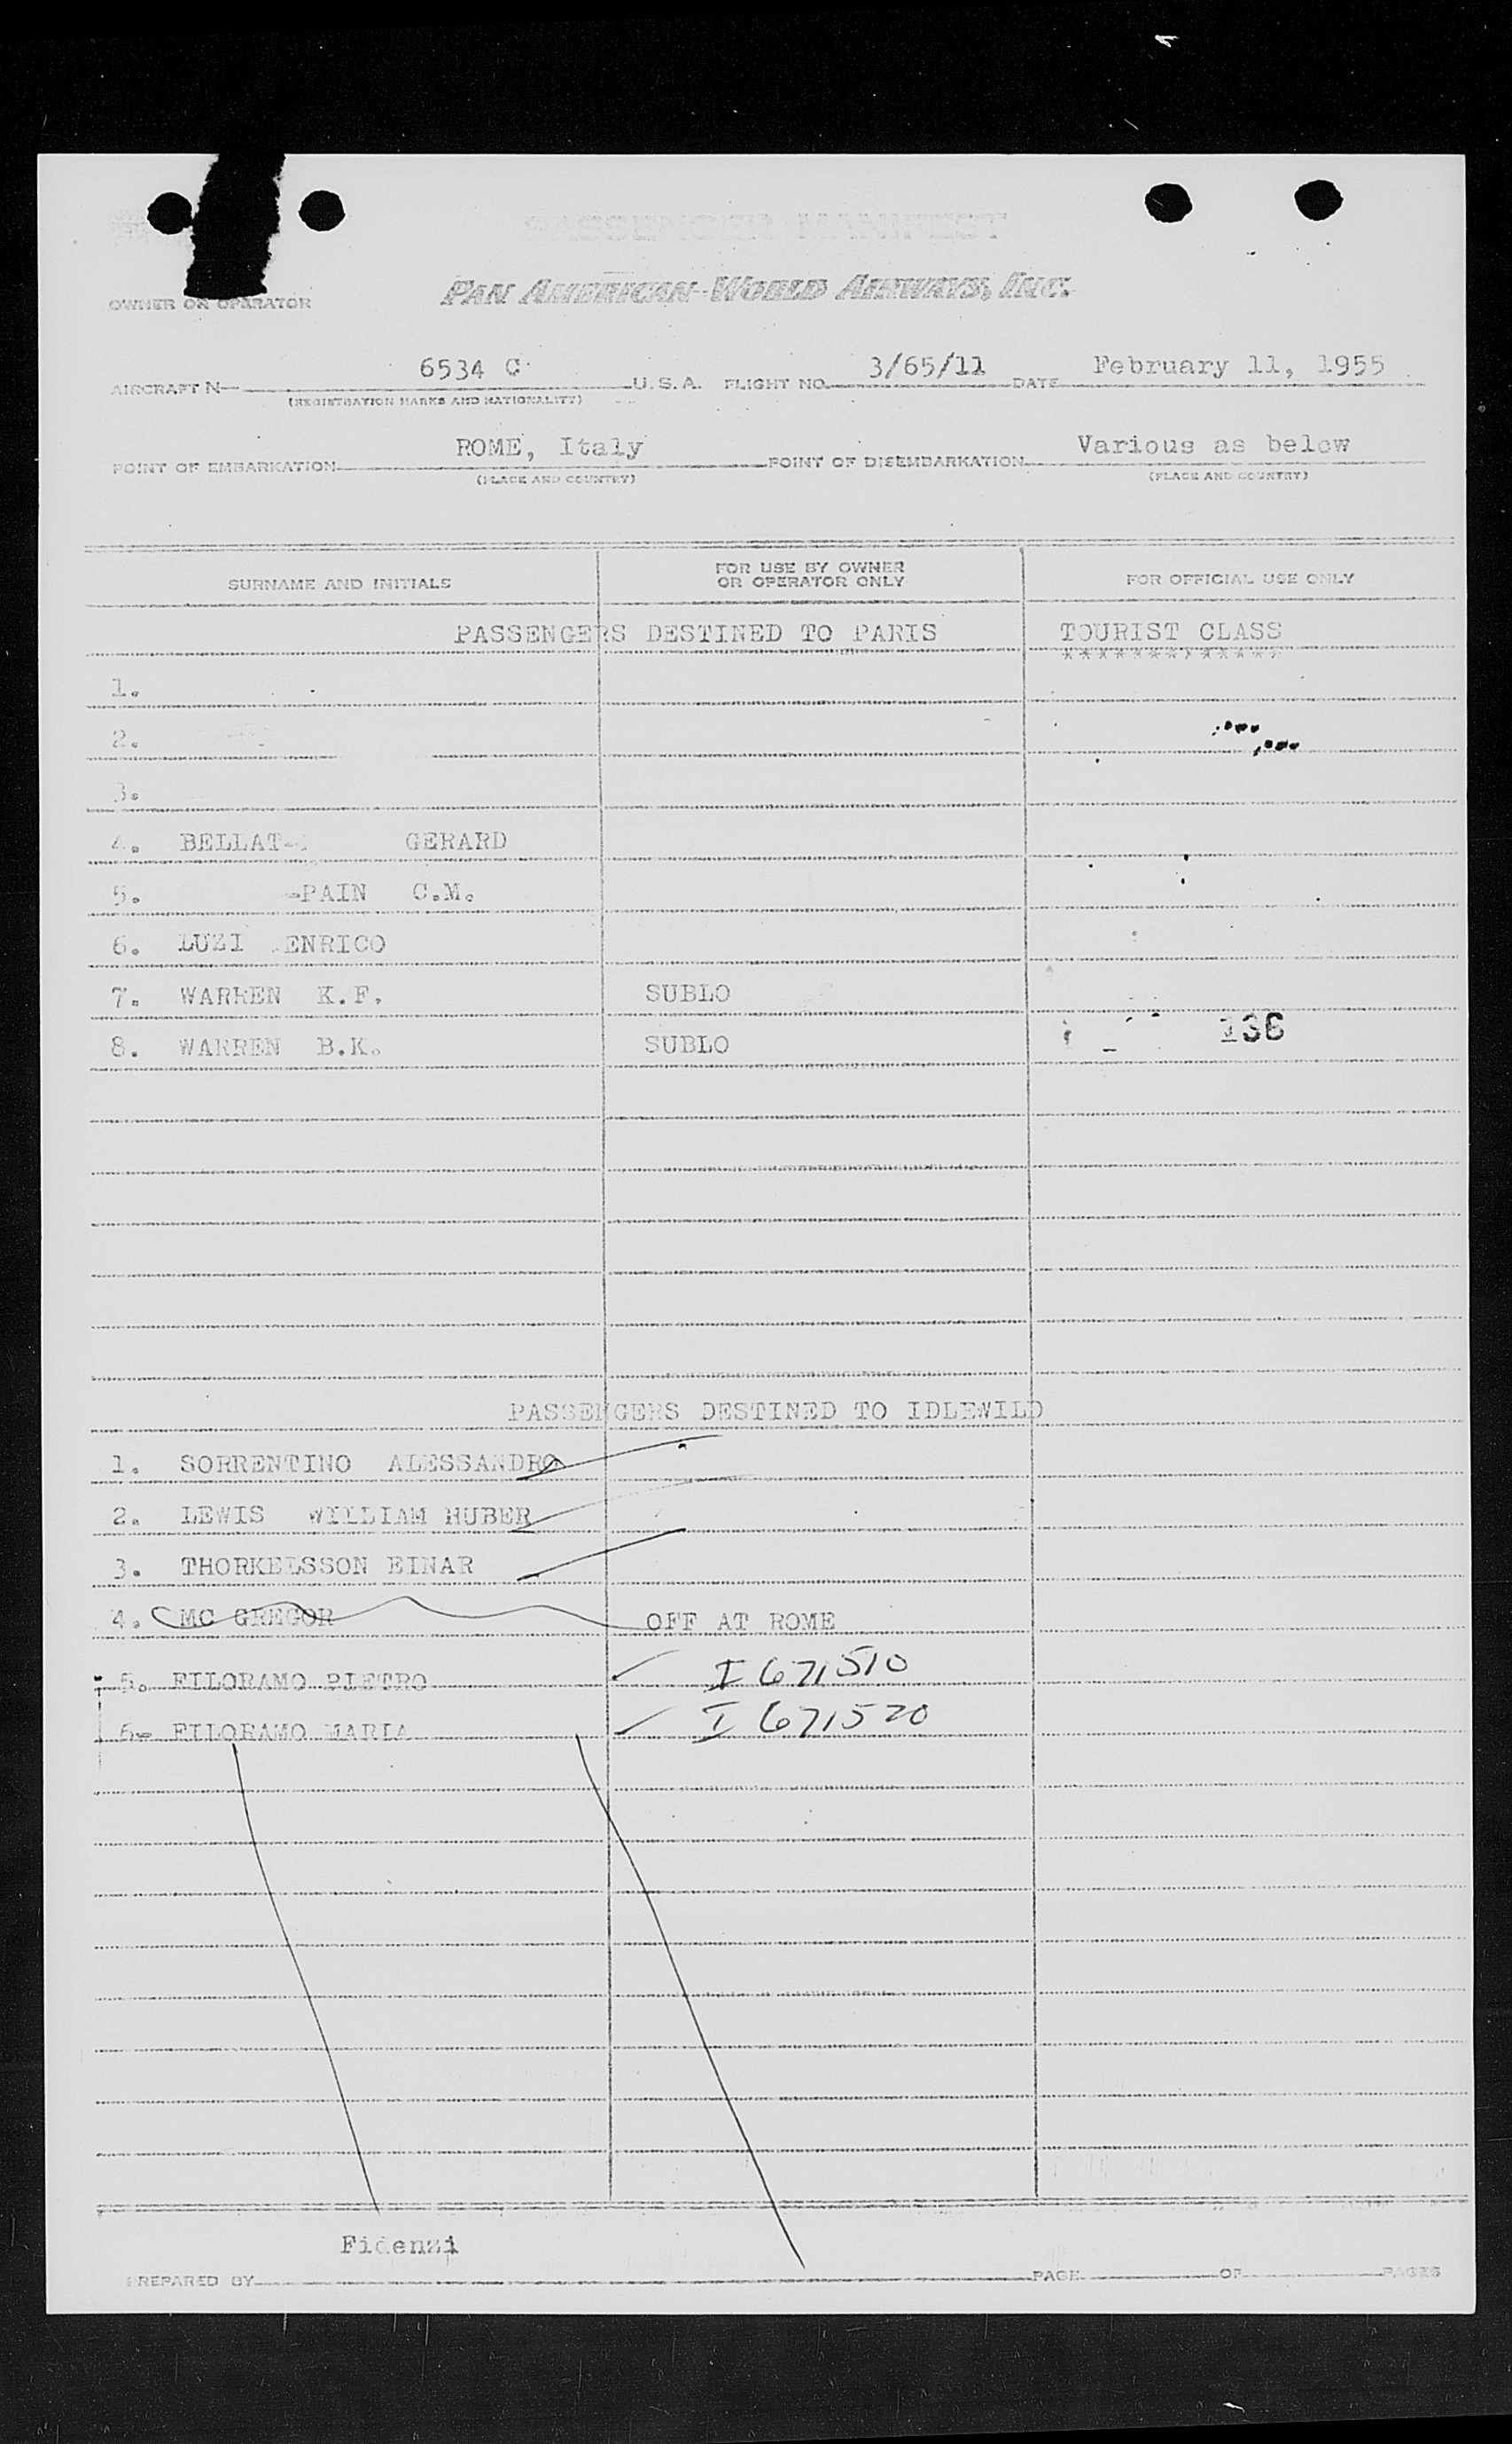 PASSENGER MANIFEST
OWNER OR OPERATOR PAN AMERICAN WORLD AIRWAYS, INC.
AIRCRAFT N 6534 C U.S.A. FLIGHT NO. 3/65/11 DATE February 11, 1955
(REGISTRATION MARKS AND NATIONALITY)
POINT OF EMBARKATION ROME, Italy POINT OF DISEMBARKATION Various as below
(PLACE AND COUNTRY) (PLACE AND COUNTRY)
SURNAME AND INITIALS FOR USE BY OWNER OR OPERATOR ONLY FOR OFFICIAL USE ONLY
PASSENGERS DESTINED TO PARIS TOURIST CLASS
*************
1.
2.
3.
4. BELLAT GERARD
5. -PAIN C.M.
6. LUZI ENRICO
7. WARREN K.F. SUBLO
8. WARREN B.K. SUBLO 136
PASSENGERS DESTINED TO IDLEWILD
1. SORRENTINO ALESSANDRO
2. LEWIS WILLIAM HUBER
3. THORKELSSON EINAR
4. MC GREGOR OFF AT ROME
5. FILORAMO PIETRO ✓ I 671510
6- FILORAMO MARIA ✓ I 671520
Fidenzi
PREPARED BY PAGE OF PAGES